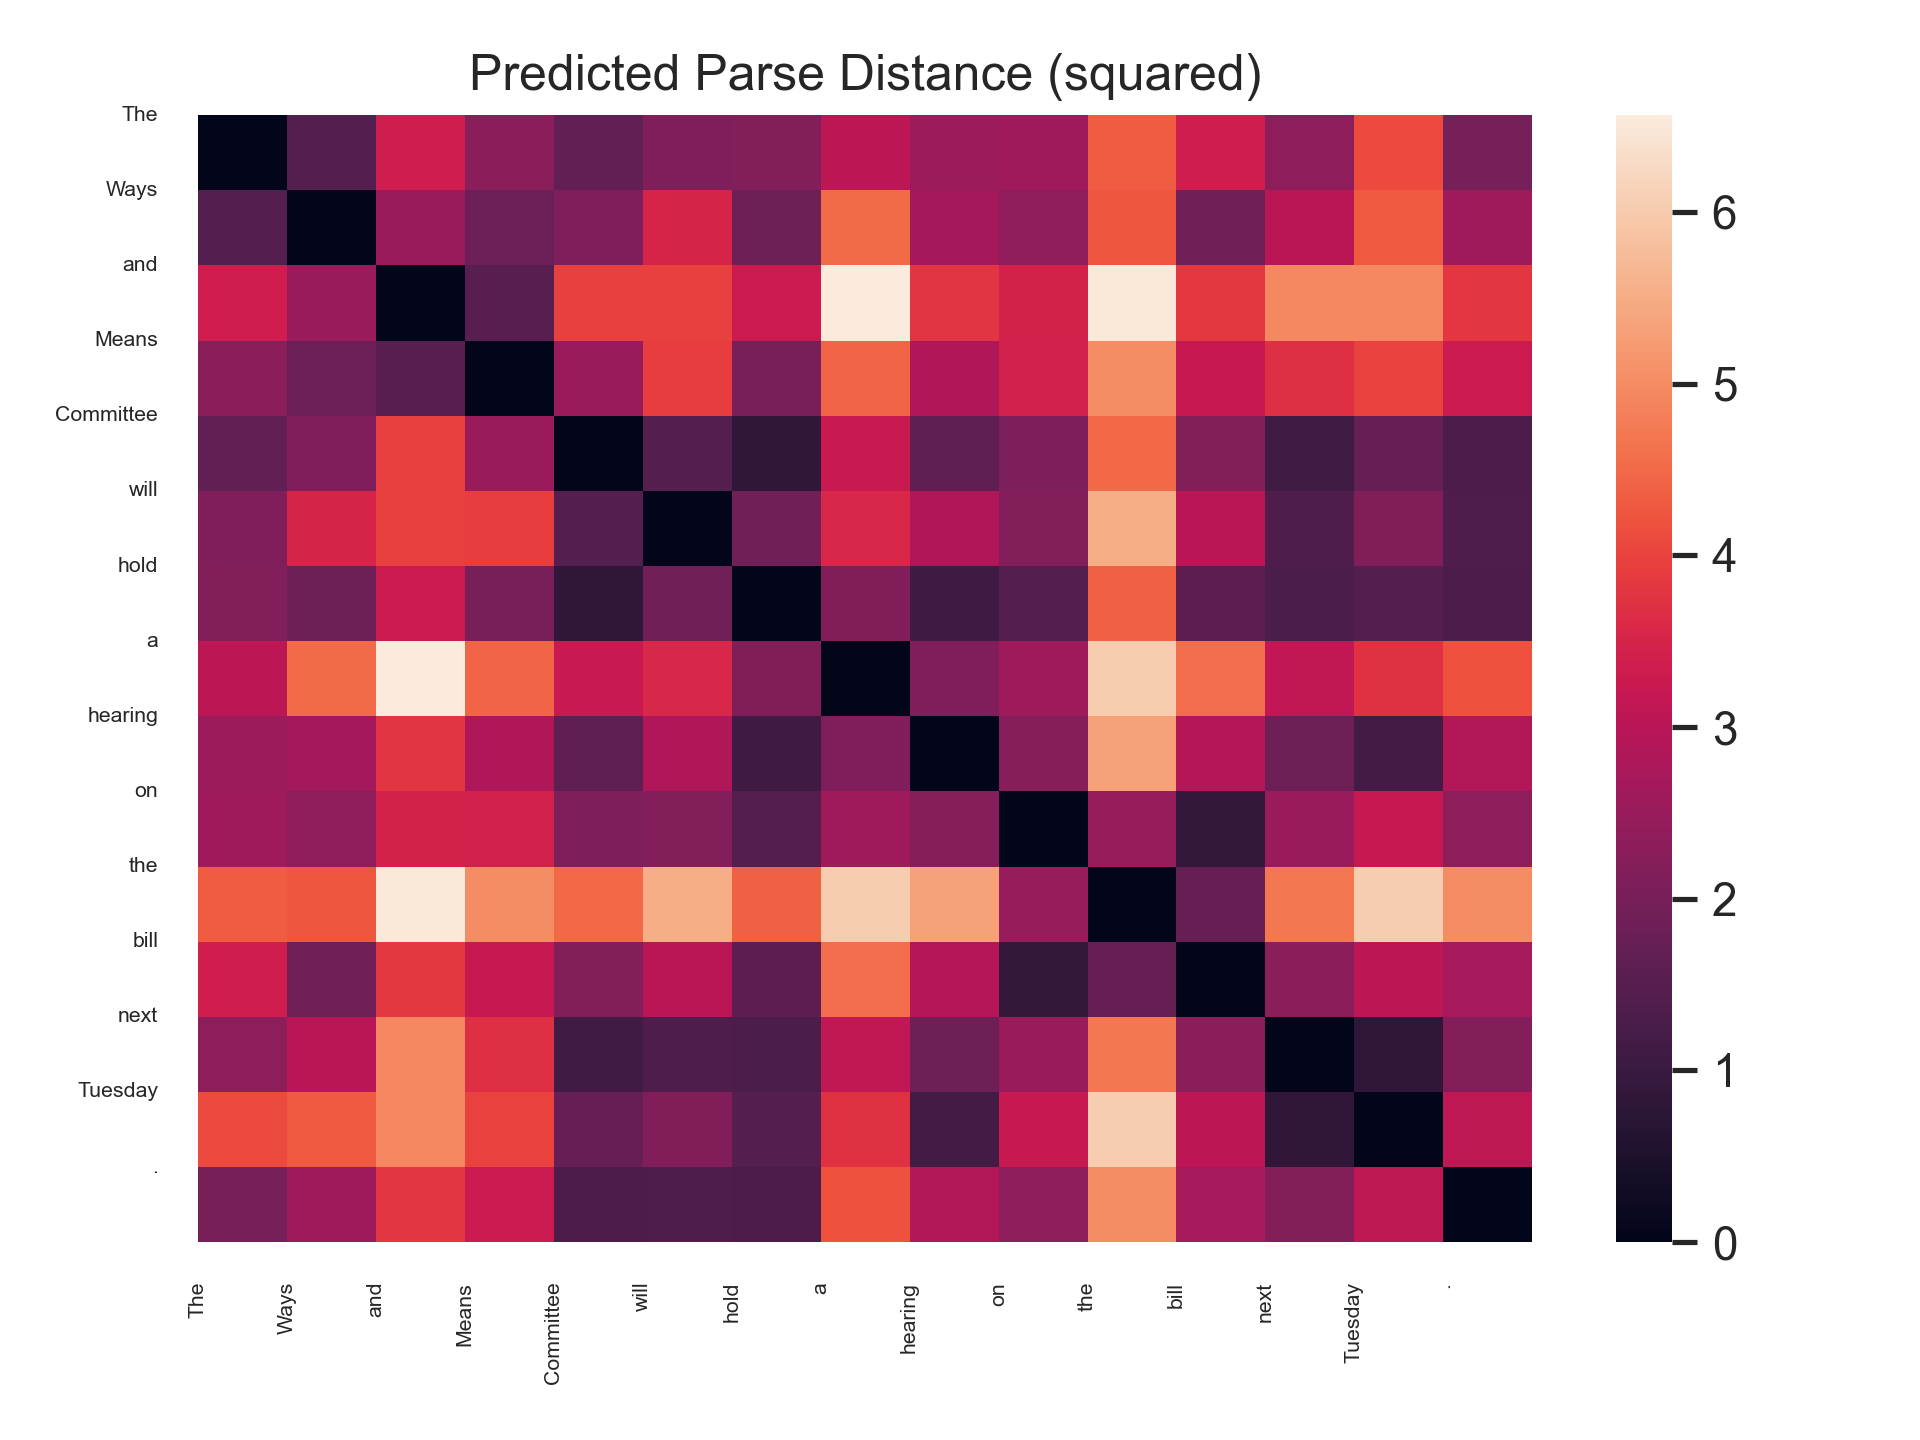 Predicted Parse Distance (squared)
The
Ways
and
Means
Committee
will
hold
a
hearing
on
the
bill
next
Tuesday
.
6
5
4
3
2
1
0
The
Ways
and
Means
Committee
will
hold
a
hearing
on
the
bill
next
Tuesday
.